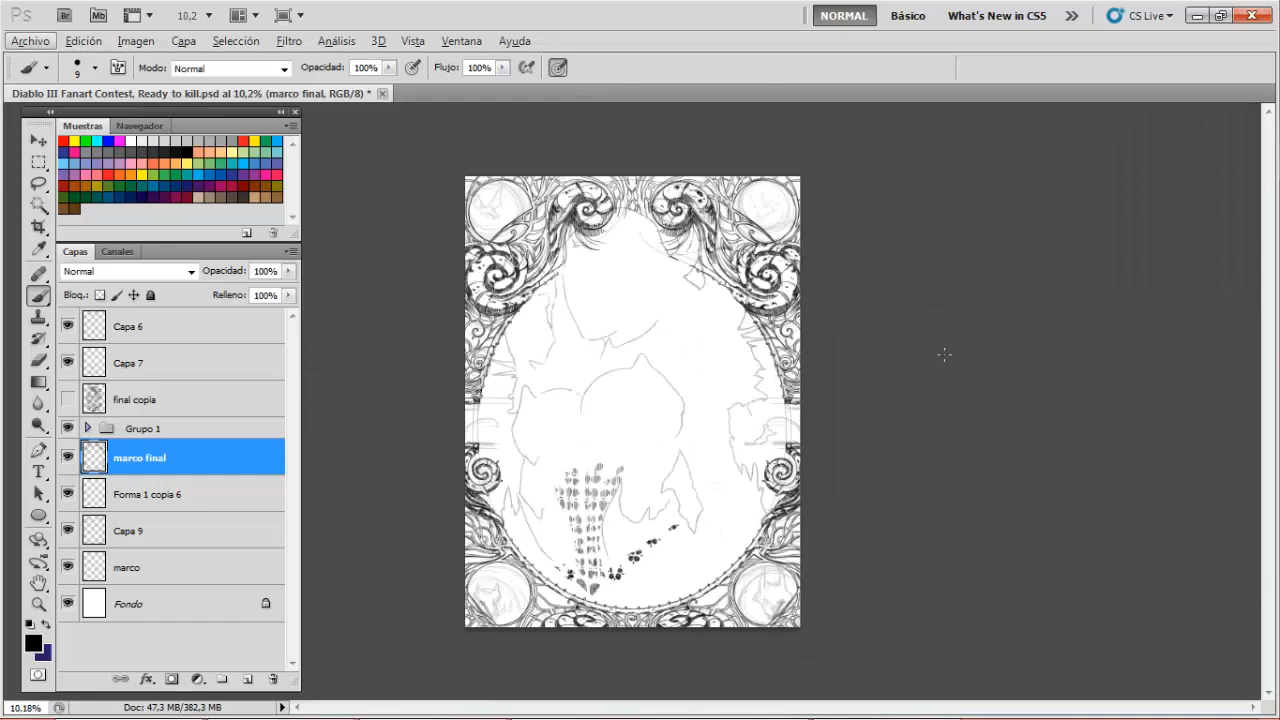 Ps Br Mb 10,2 NORMAL Básico What's New in CS5 CS Live
Archivo Edición Imagen Capa Selección Filtro Análisis 3D Vista Ventana Ayuda
9 Modo: Normal Opacidad: 100% Flujo: 100%
Diablo III Fanart Contest, Ready to kill.psd al 10,2% (marco final, RGB/8) *
Muestras Navegador
Capas Canales
Normal Opacidad: 100%
Bloq.: Relleno: 100%
Capa 6
Capa 7
final copia
Grupo 1
marco final
Forma 1 copia 6
Capa 9
marco
Fondo
fx
10,18% Doc: 47,3 MB/382,3 MB